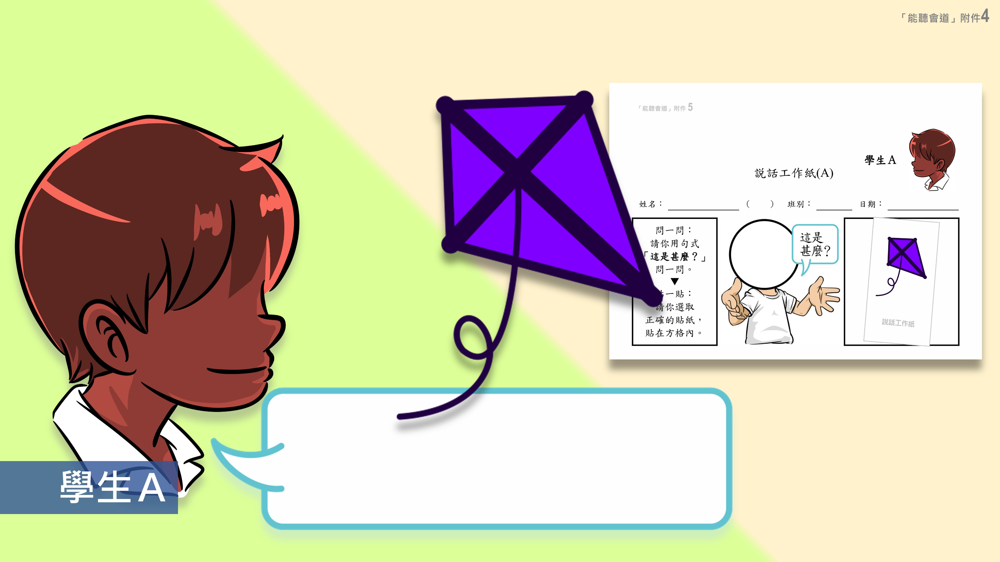 「能聽會道」附件4
「能聽會道」附件 5
學生A
説話工作紙(A)
姓名：
（ ）
班別：
日期：
問一問：
請你用句式
「這是甚麼？」
問一問。
▼
一貼：
請你選取
正確的貼紙，
貼在方格內。
這是
甚麼？
説話工作紙
學生A